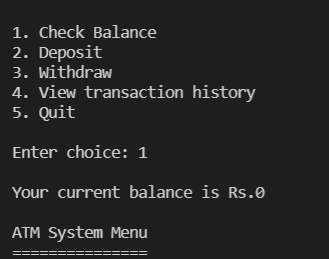 1. Check Balance
2. Deposit
3. Withdraw
4. View transaction history
5. Quit
Enter choice: 1
Your current balance is Rs.0
ATM System Menu
===============